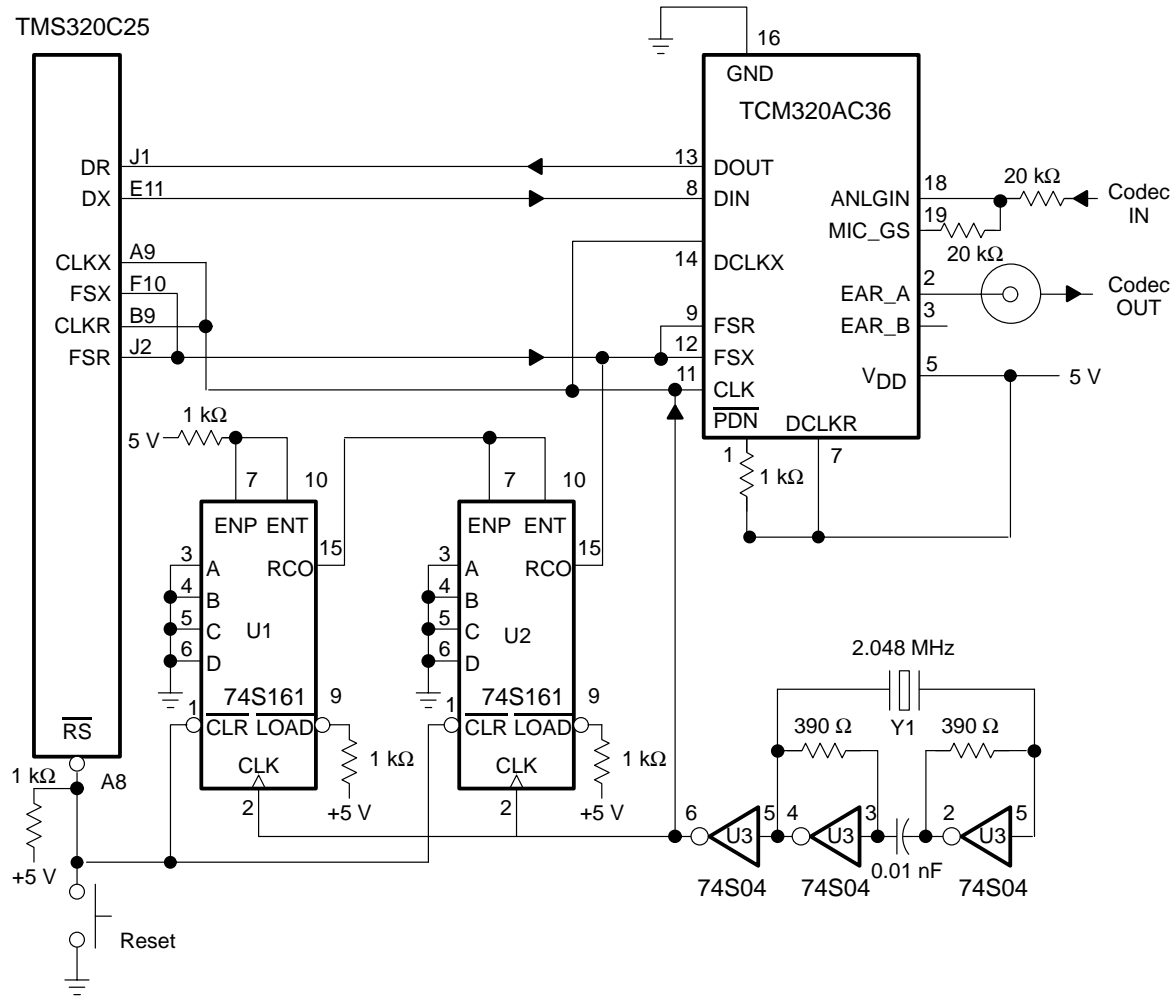 TMS320C25
16
GND
TCM320AC36
DR J1
13 DOUT
DX E11
8 DIN
ANLGIN 18
20 kΩ
Codec
IN
MIC_GS 19
20 kΩ
CLKX A9
14 DCLKX
FSX F10
EAR_A 2
Codec
OUT
CLKR B9
9 FSR
EAR_B 3
FSR J2
12 FSX
11 CLK
VDD 5
5 V
PDN
DCLKR
1
1 kΩ
7
1 kΩ
5 V
7
10
7
10
ENP ENT
ENP ENT
3 A
RCO 15
3 A
RCO 15
4 B
4 B
5 C
5 C
U1
U2
6 D
6 D
74S161
74S161
1
9
1
9
CLR LOAD
CLR LOAD
1 kΩ
1 kΩ
CLK
CLK
2
2
+5 V
+5 V
RS
1 kΩ
A8
+5 V
Reset
2.048 MHz
Y1
390 Ω
390 Ω
6 U3 5
4 U3 3
2 U3 5
0.01 nF
74S04
74S04
74S04